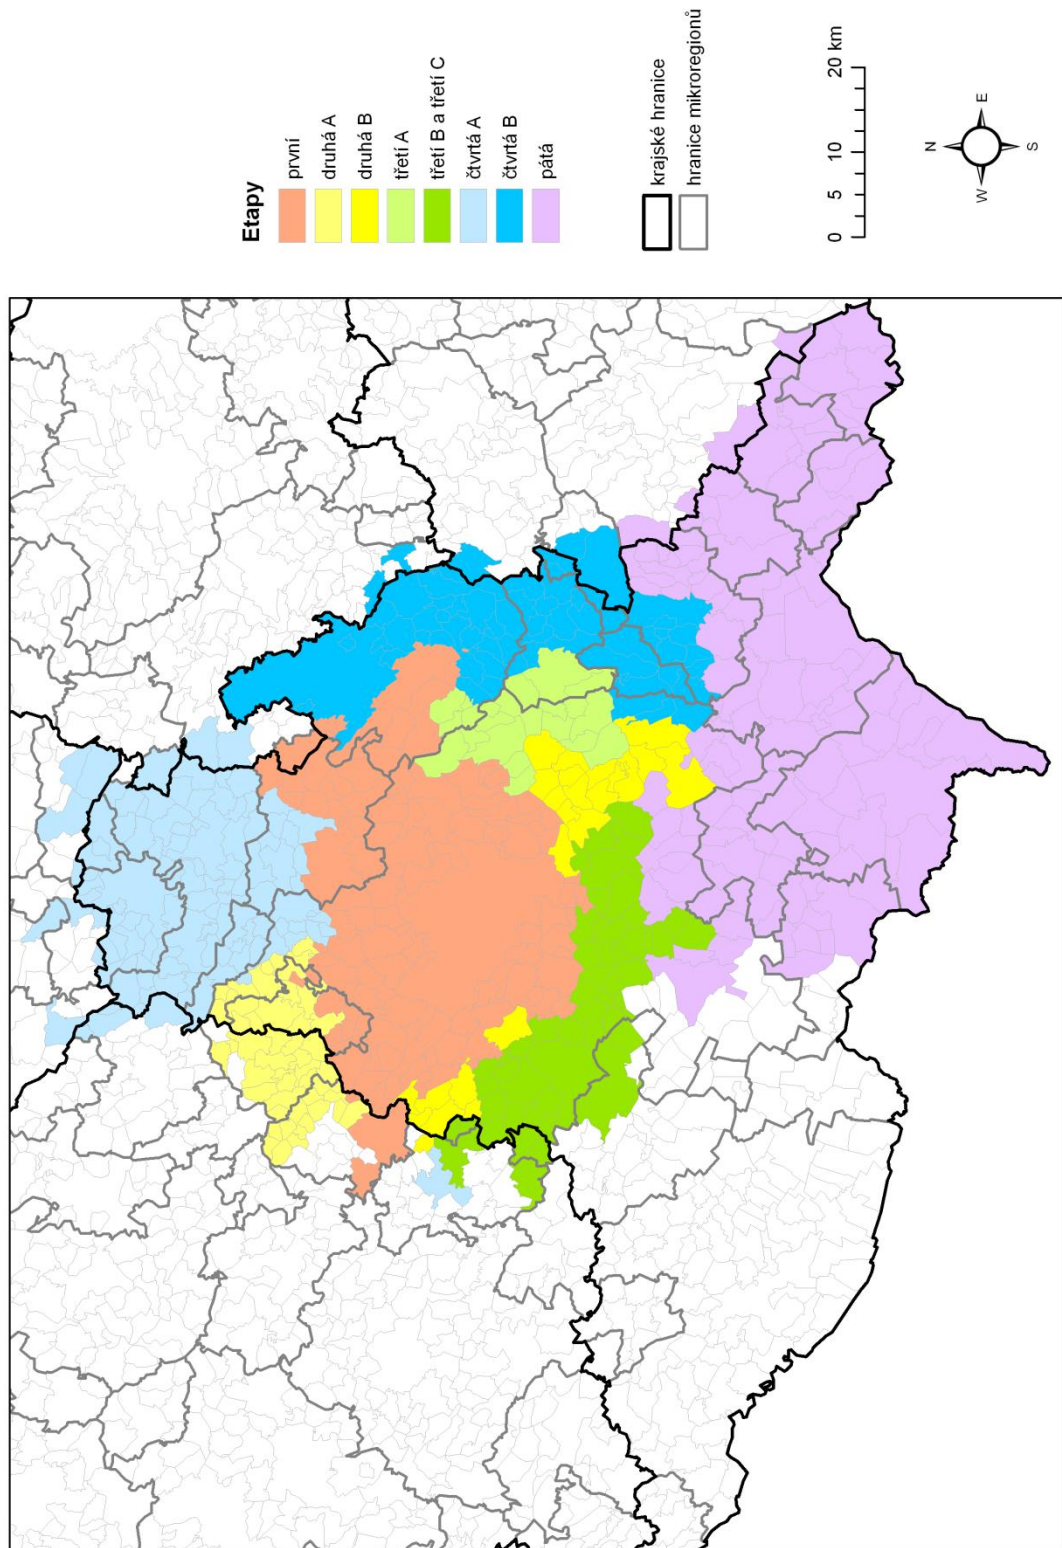 Etapy
první
druhá A
druhá B
třetí A
třetí B a třetí C
čtvrtá A
čtvrtá B
pátá
krajské hranice
hranice mikroregionů
0 5 10 20 km
N
E
S
W